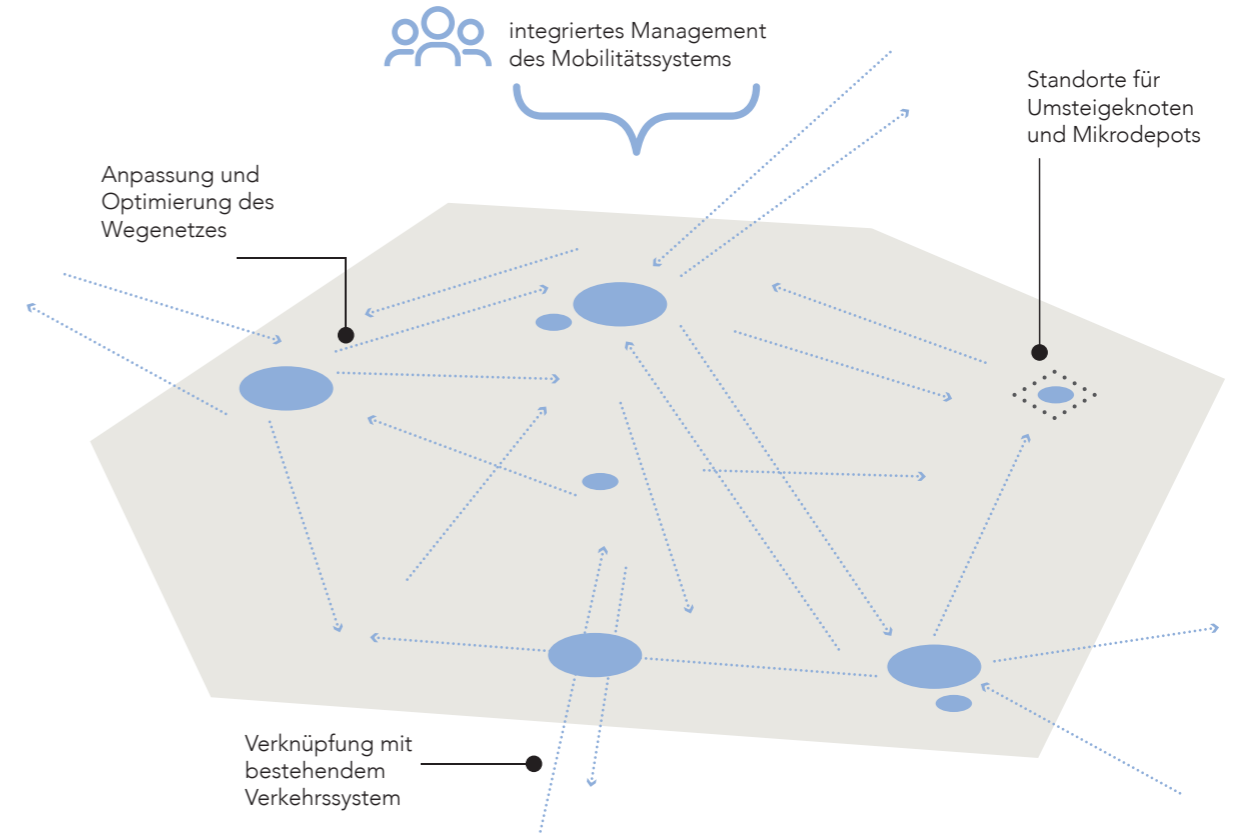 integriertes Management
des Mobilitätssystems
Standorte für
Umsteigeknoten
und Mikrodepots
Anpassung und
Optimierung des
Wegenetzes
Verknüpfung mit
bestehendem
Verkehrssystem